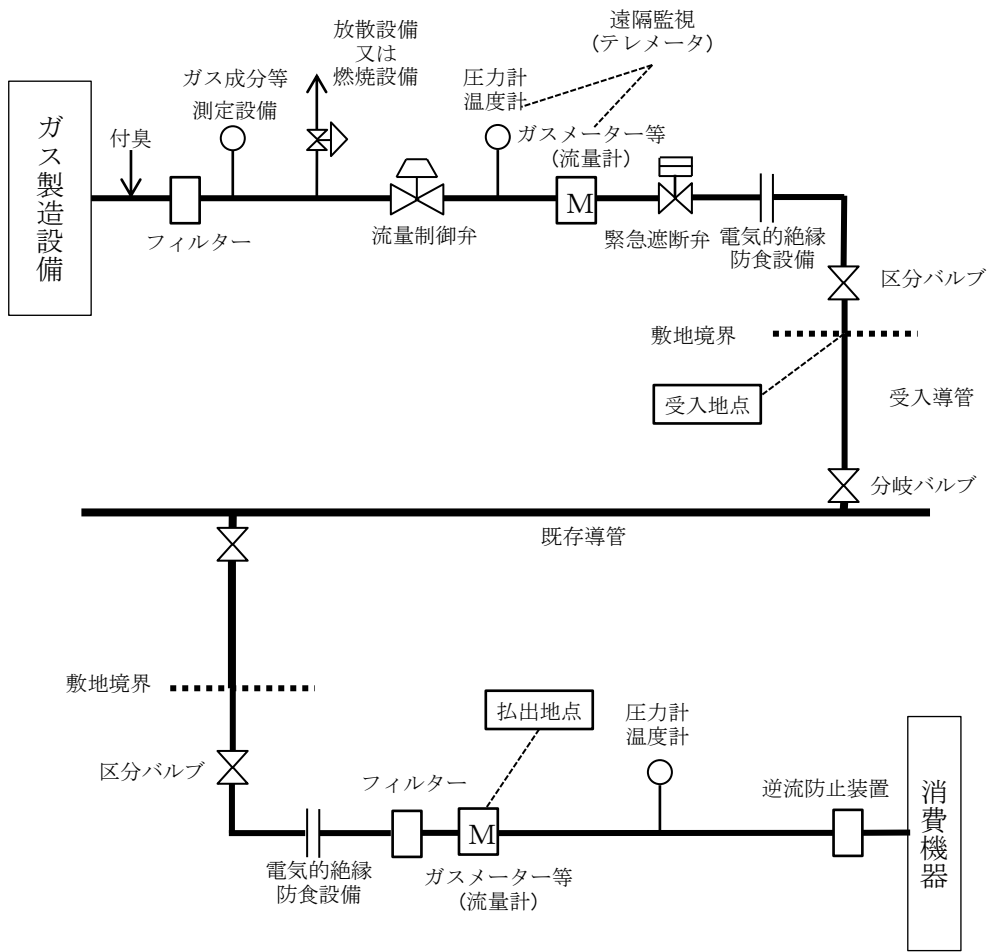 遠隔監視
(テレメータ)
放散設備
又は
燃焼設備
ガス成分等
測定設備
圧力計
温度計
ガスメーター等
(流量計)
ガス製造設備
付臭
M
フィルター
流量制御弁
緊急遮断弁
電気的絶縁
防食設備
区分バルブ
敷地境界
受入地点
受入導管
分岐バルブ
既存導管
敷地境界
払出地点
圧力計
温度計
区分バルブ
フィルター
逆流防止装置
消費機器
M
電気的絶縁
防食設備
ガスメーター等
(流量計)